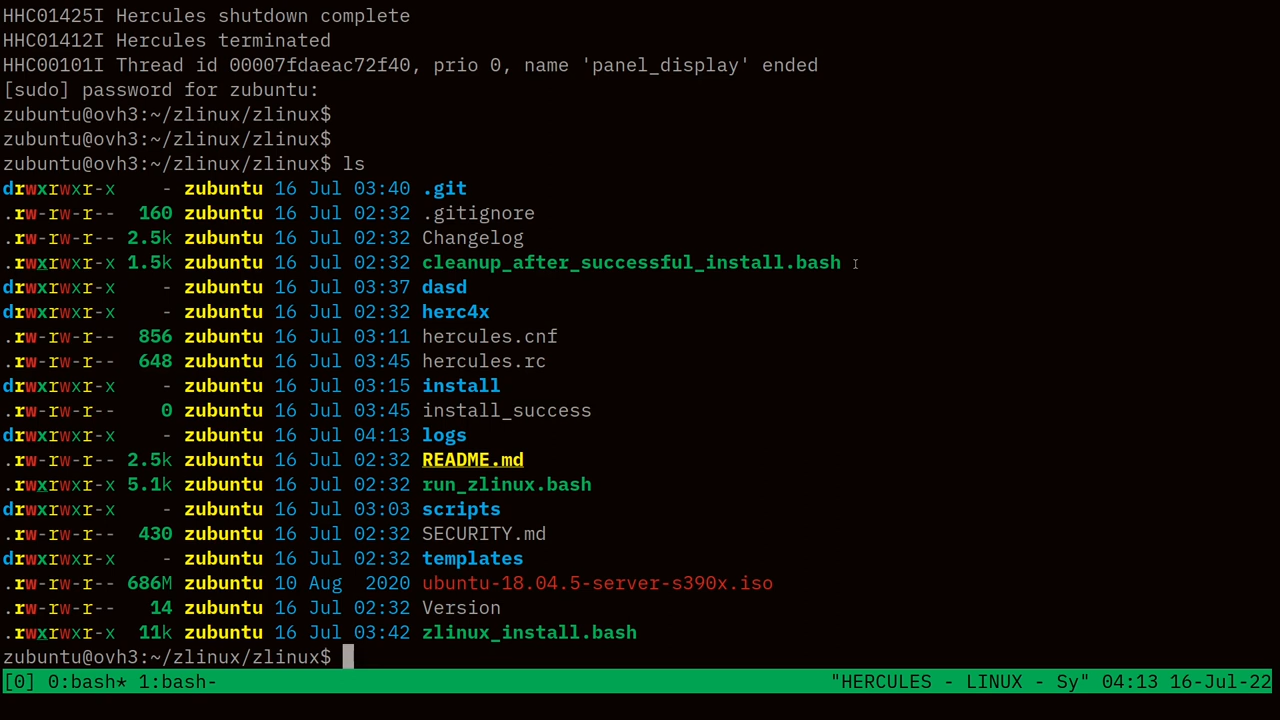 HHC01425I Hercules shutdown complete
HHC01412I Hercules terminated
HHC00101I Thread id 00007fdaeac72f40, prio 0, name 'panel_display' ended
[sudo] password for zubuntu:
zubuntu@ovh3:~/zlinux/zlinux$
zubuntu@ovh3:~/zlinux/zlinux$
zubuntu@ovh3:~/zlinux/zlinux$ ls
drwxrwxr-x    - zubuntu 16 Jul 03:40 .git
.rw-rw-r--  160 zubuntu 16 Jul 02:32 .gitignore
.rw-rw-r-- 2.5k zubuntu 16 Jul 02:32 Changelog
.rwxrwxr-x 1.5k zubuntu 16 Jul 02:32 cleanup_after_successful_install.bash
drwxrwxr-x    - zubuntu 16 Jul 03:37 dasd
drwxrwxr-x    - zubuntu 16 Jul 02:32 herc4x
.rw-rw-r--  856 zubuntu 16 Jul 03:11 hercules.cnf
.rw-rw-r--  648 zubuntu 16 Jul 03:45 hercules.rc
drwxrwxr-x    - zubuntu 16 Jul 03:15 install
.rw-rw-r--    0 zubuntu 16 Jul 03:45 install_success
drwxrwxr-x    - zubuntu 16 Jul 04:13 logs
.rw-rw-r-- 2.5k zubuntu 16 Jul 02:32 README.md
.rwxrwxr-x 5.1k zubuntu 16 Jul 02:32 run_zlinux.bash
drwxrwxr-x    - zubuntu 16 Jul 03:03 scripts
.rw-rw-r--  430 zubuntu 16 Jul 02:32 SECURITY.md
drwxrwxr-x    - zubuntu 16 Jul 02:32 templates
.rw-rw-r-- 686M zubuntu 10 Aug  2020 ubuntu-18.04.5-server-s390x.iso
.rw-rw-r--   14 zubuntu 16 Jul 02:32 Version
.rwxrwxr-x  11k zubuntu 16 Jul 03:42 zlinux_install.bash
zubuntu@ovh3:~/zlinux/zlinux$
[0] 0:bash* 1:bash- "HERCULES - LINUX - Sy" 04:13 16-Jul-22